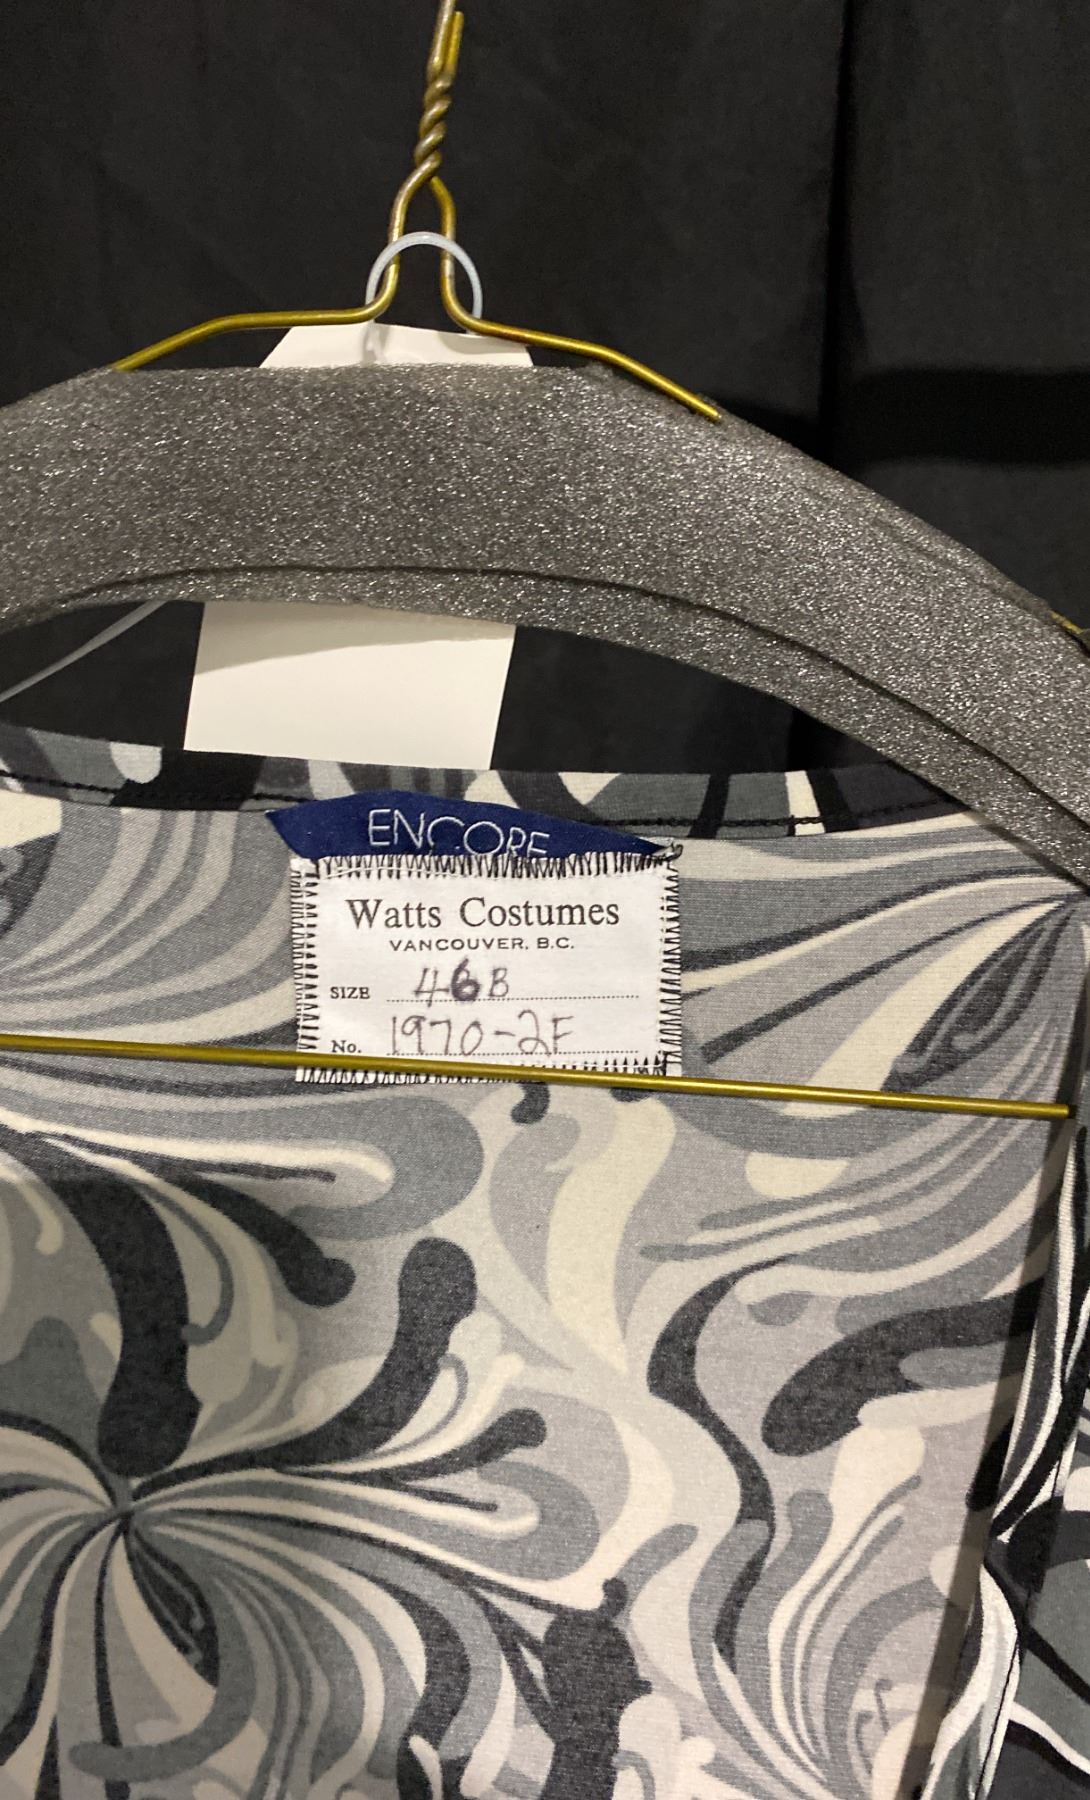 ENCORE
Watts Costumes
VANCOUVER, B.C.
SIZE 46B
No. 1970-2F